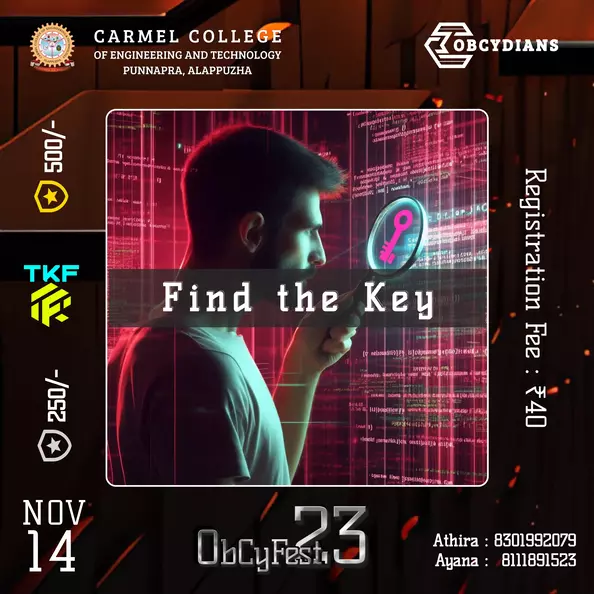 CARMEL COLLEGE
OF ENGINEERING AND TECHNOLOGY
PUNNAPRA, ALAPPUZHA
OBCYDIANS
500/-
TKF
250/-
Find the Key
Registration Fee : ₹40
NOV
14
ObCyFest.23
Athira : 8301992079
Ayana : 8111891523